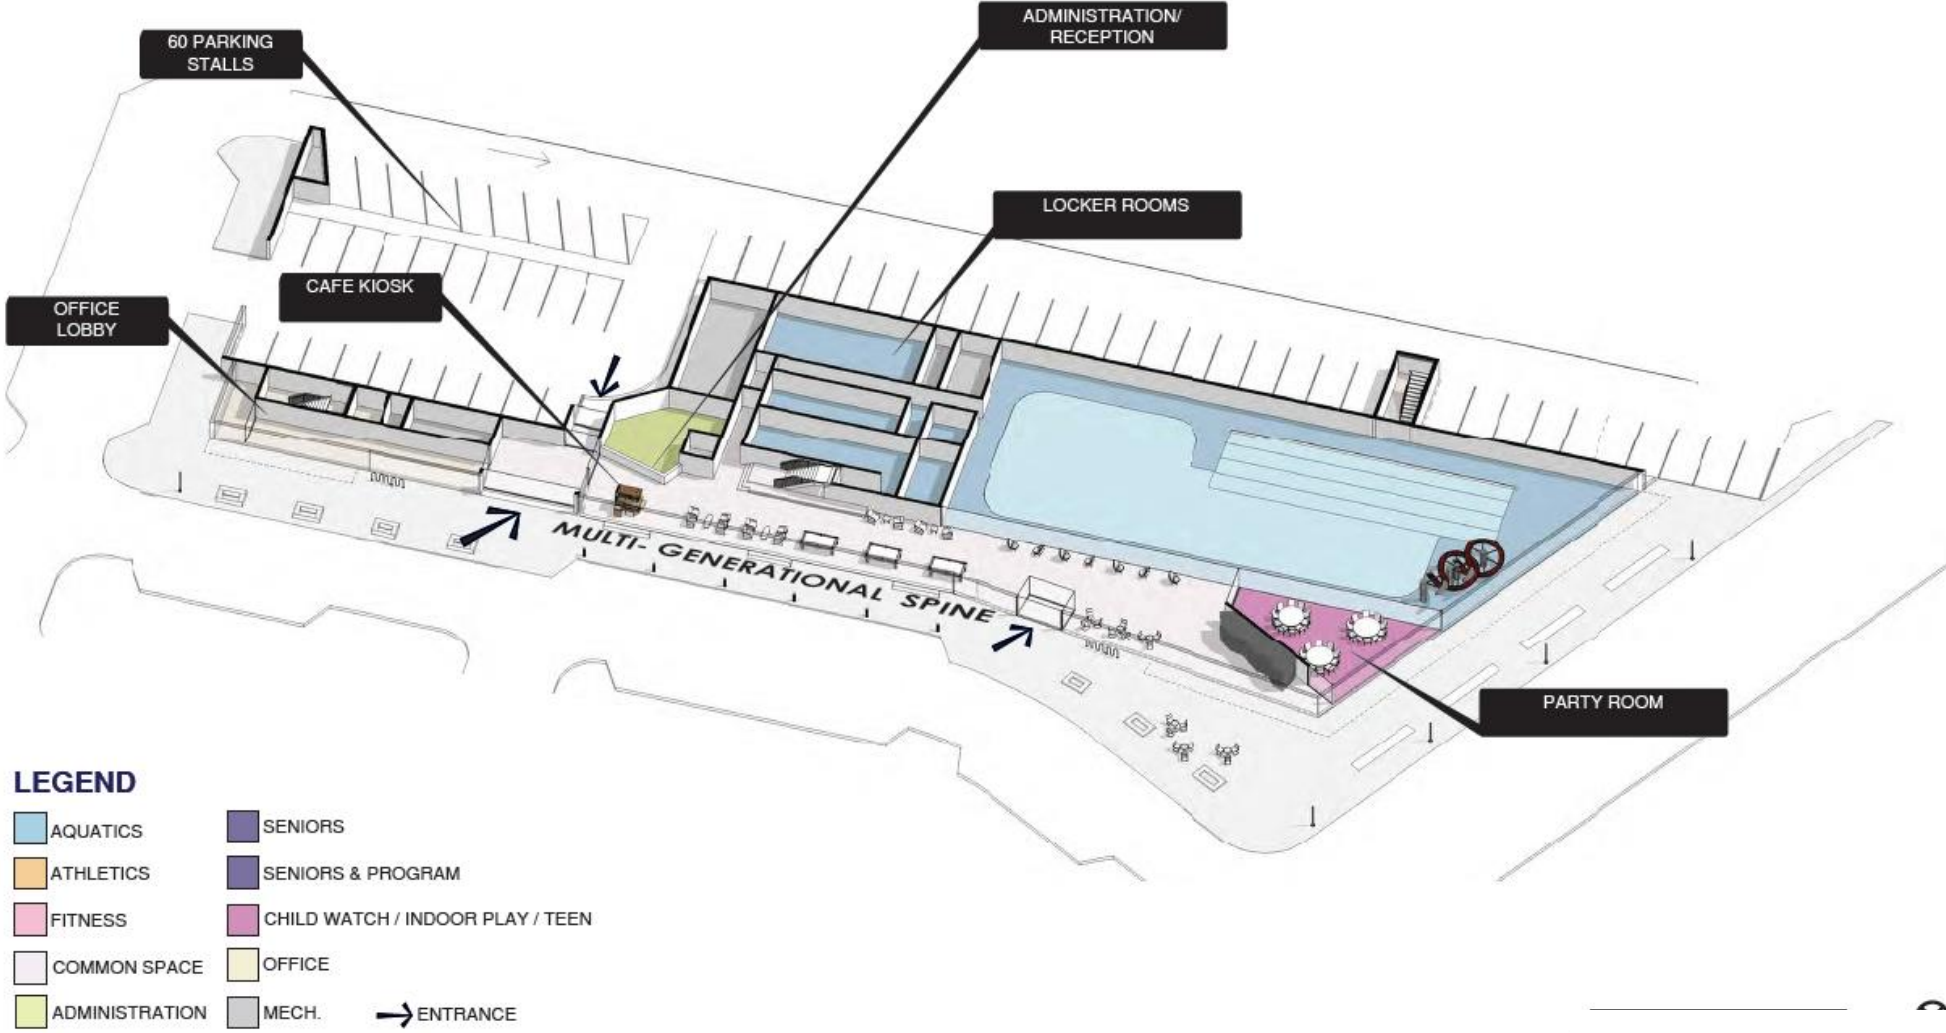 ADMINISTRATION/
RECEPTION
60 PARKING
STALLS
LOCKER ROOMS
CAFE KIOSK
OFFICE
LOBBY
MULTI- GENERATIONAL SPINE
PARTY ROOM
LEGEND
AQUATICS
ATHLETICS
FITNESS
COMMON SPACE
ADMINISTRATION
SENIORS
SENIORS & PROGRAM
CHILD WATCH / INDOOR PLAY / TEEN
OFFICE
MECH.
ENTRANCE